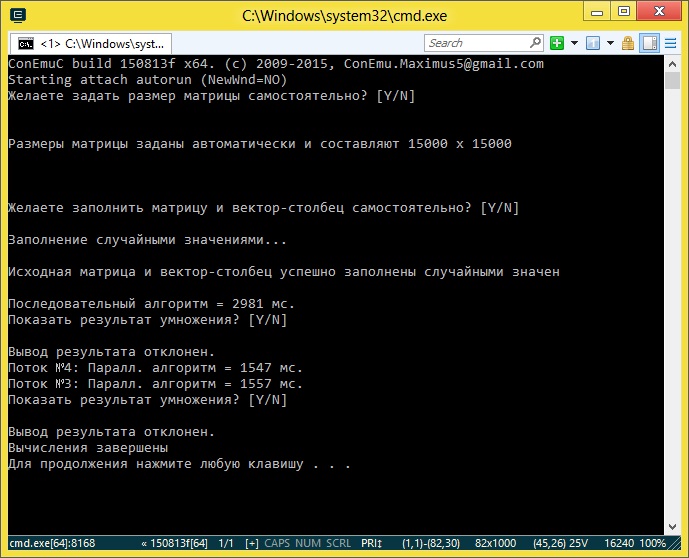 C:\Windows\system32\cmd.exe
<1> C:\Windows\syst...
Search
ConEmuC build 150813f x64. (c) 2009-2015, ConEmu.Maximus5@gmail.com
Starting attach autorun (NewWnd=NO)
Желаете задать размер матрицы самостоятельно? [Y/N]
Размеры матрицы заданы автоматически и составляют 15000 x 15000
Желаете заполнить матрицу и вектор-столбец самостоятельно? [Y/N]
Заполнение случайными значениями...
Исходная матрица и вектор-столбец успешно заполнены случайными значен
Последовательный алгоритм = 2981 мс.
Показать результат умножения? [Y/N]
Вывод результата отклонен.
Поток №4: Паралл. алгоритм = 1547 мс.
Поток №3: Паралл. алгоритм = 1557 мс.
Показать результат умножения? [Y/N]
Вывод результата отклонен.
Вычисления завершены
Для продолжения нажмите любую клавишу . . .
cmd.exe[64]:8168 « 150813f[64] 1/1 [+] CAPS NUM SCRL PRI↕ (1,1)-(82,30) 82x1000 (45,26) 25V 16240 100%